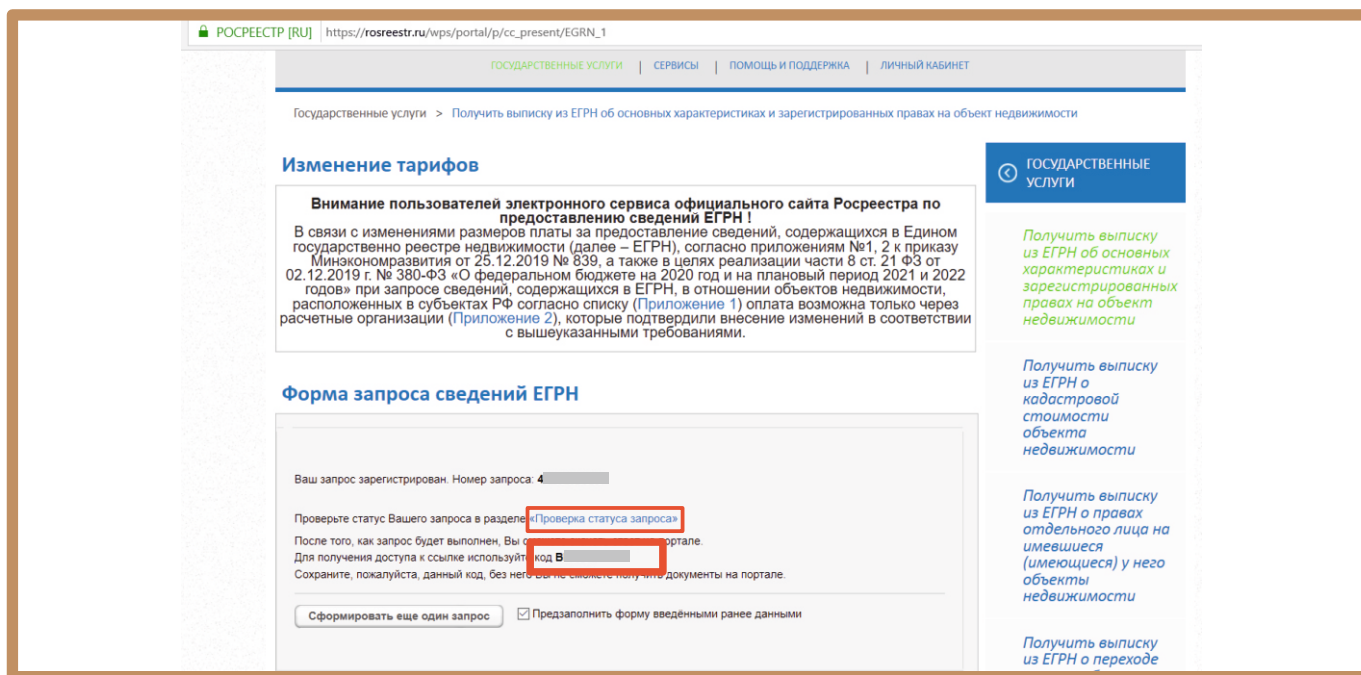 РОСРЕЕСТР [RU] https://rosreestr.ru/wps/portal/p/cc_present/EGRN_1
ГОСУДАРСТВЕННЫЕ УСЛУГИ | СЕРВИСЫ | ПОМОЩЬ И ПОДДЕРЖКА | ЛИЧНЫЙ КАБИНЕТ
Государственные услуги > Получить выписку из ЕГРН об основных характеристиках и зарегистрированных правах на объект недвижимости
Изменение тарифов
Внимание пользователей электронного сервиса официального сайта Росреестра по
предоставлению сведений ЕГРН !
В связи с изменениями размеров платы за предоставление сведений, содержащихся в Едином
государственно реестре недвижимости (далее – ЕГРН), согласно приложениям №1, 2 к приказу
Минэкономразвития от 25.12.2019 № 839, а также в целях реализации части 8 ст. 21 ФЗ от
02.12.2019 г. № 380-ФЗ «О федеральном бюджете на 2020 год и на плановый период 2021 и 2022
годов» при запросе сведений, содержащихся в ЕГРН, в отношении объектов недвижимости,
расположенных в субъектах РФ согласно списку (Приложение 1) оплата возможна только через
расчетные организации (Приложение 2), которые подтвердили внесение изменений в соответствии
с вышеуказанными требованиями.
Форма запроса сведений ЕГРН
Ваш запрос зарегистрирован. Номер запроса: 4
Проверьте статус Вашего запроса в разделе «Проверка статуса запроса»
После того, как запрос будет выполнен, Вы
Для получения доступа к ссылке используйте код B
Сохраните, пожалуйста, данный код, без него Вы не сможете получить документы на портале.
Сформировать еще один запрос
Предзаполнить форму введёнными ранее данными
ГОСУДАРСТВЕННЫЕ
УСЛУГИ
Получить выписку
из ЕГРН об основных
характеристиках и
зарегистрированных
правах на объект
недвижимости
Получить выписку
из ЕГРН о
кадастровой
стоимости
объекта
недвижимости
Получить выписку
из ЕГРН о правах
отдельного лица на
имевшиеся
(имеющиеся) у него
объекты
недвижимости
Получить выписку
из ЕГРН о переходе